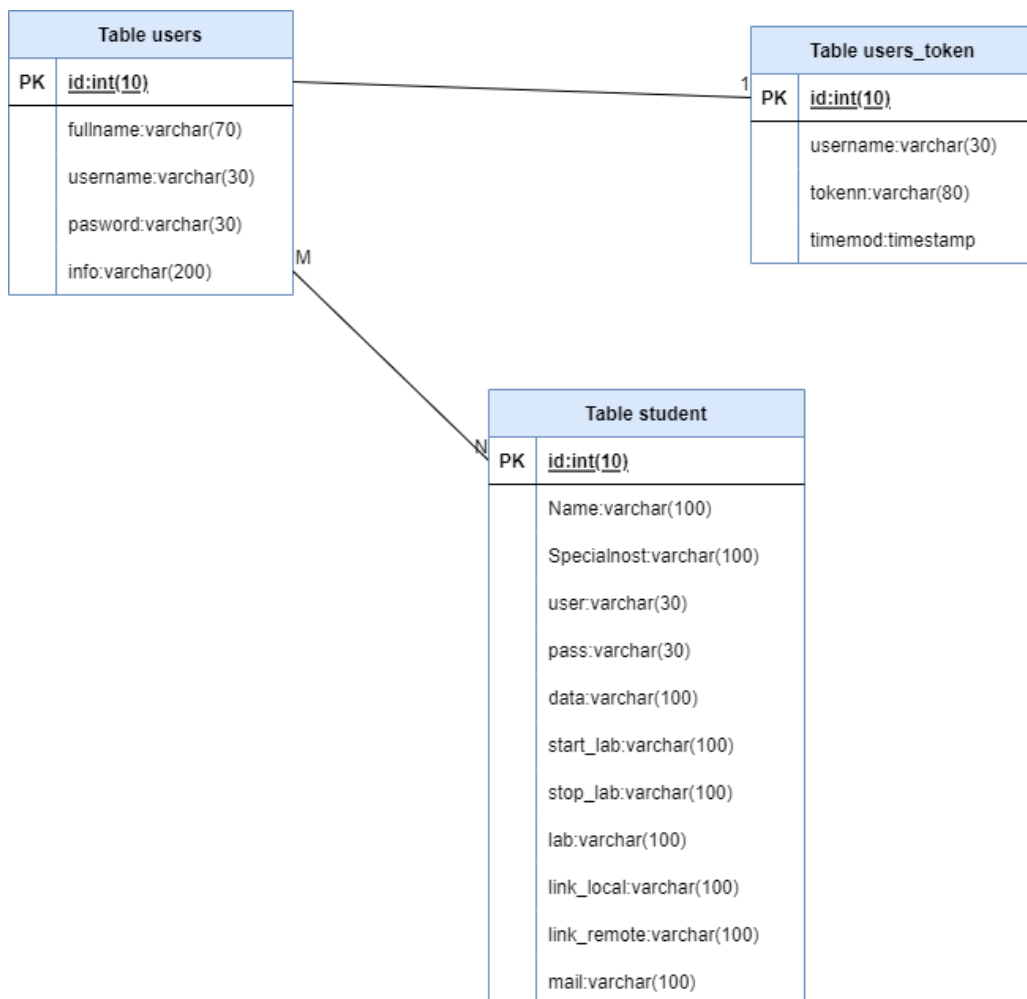 Table users
PK id:int(10)
fullname:varchar(70)
username:varchar(30)
pasword:varchar(30)
info:varchar(200)
M
1
Table users_token
PK id:int(10)
username:varchar(30)
tokenn:varchar(80)
timemod:timestamp
N
Table student
PK id:int(10)
Name:varchar(100)
Specialnost:varchar(100)
user:varchar(30)
pass:varchar(30)
data:varchar(100)
start_lab:varchar(100)
stop_lab:varchar(100)
lab:varchar(100)
link_local:varchar(100)
link_remote:varchar(100)
mail:varchar(100)